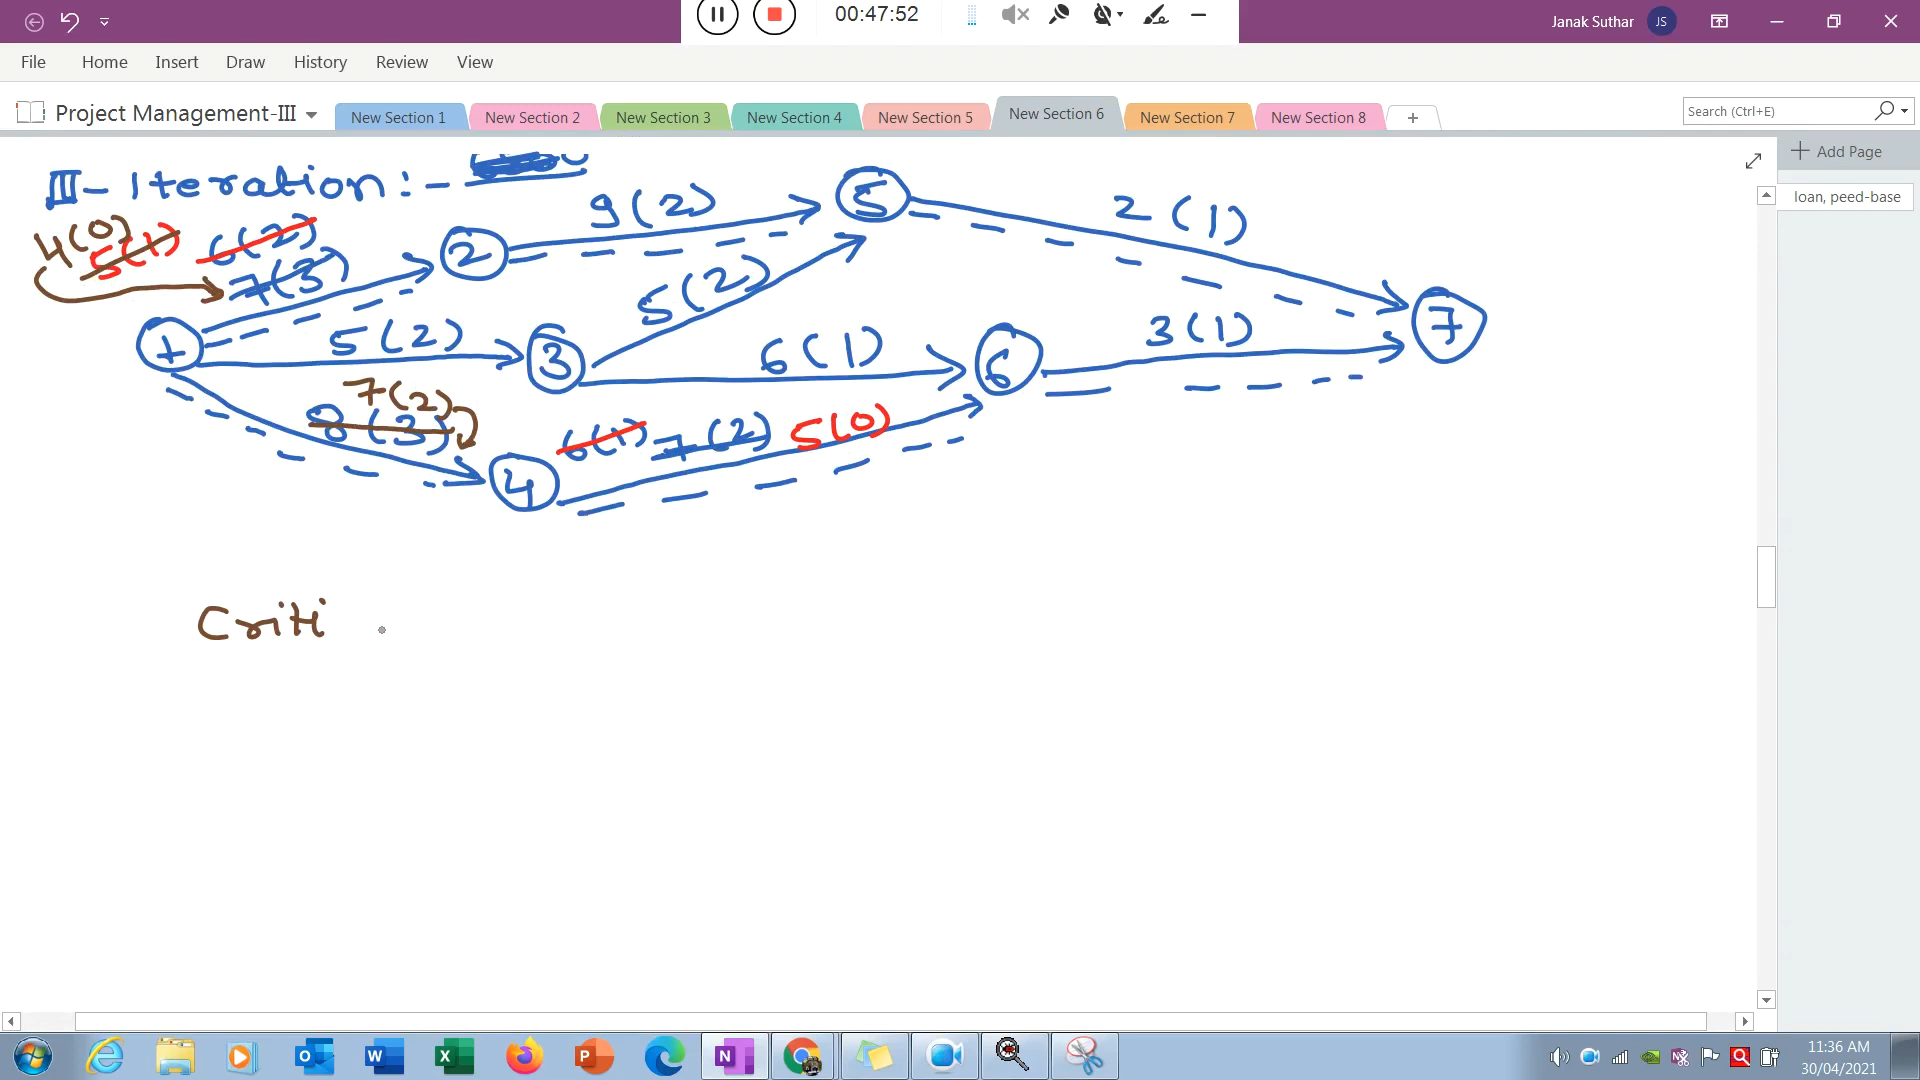 00:47:52
Janak Suthar JS
File Home Insert Draw History Review View
Project Management-III New Section 1 New Section 2 New Section 3 New Section 4 New Section 5 New Section 6 New Section 7 New Section 8 + Search (Ctrl+E)
Add Page
loan, peed-base
III - Iteration : -
4(0) 5(1) 6(2) 7(3)
9(2)
5(2)
2(1)
1 2 3 4 5 6 7
5(2)
6(1)
3(1)
7(2)
8(3)
6(1) 7(2) 5(0)
Criti
11:36 AM
30/04/2021